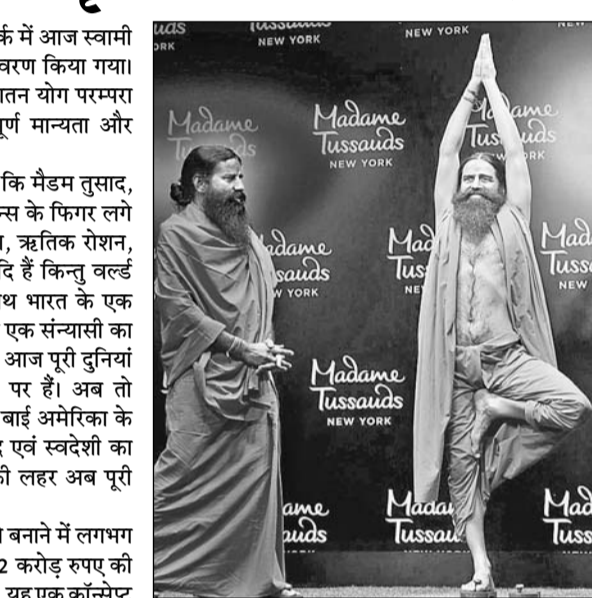 र्क में आज स्वामी
वरण किया गया।
ातन योग परम्परा
पूर्ण मान्यता और
कि मैडम तुसाद,
न्स के फिगर लगे
ा, ऋतिक रोशन,
दि हैं किन्तु वर्ल्ड
थ भारत के एक
एक संन्यासी का
आज पूरी दुनियां
पर हैं। अब तो
बाई अमेरिका के
द एवं स्वदेशी का
की लहर अब पूरी
ो बनाने में लगभग
2 करोड़ रुपए की
यह एक कॉन्सेप्ट
NEW YORK
NEW YORK
Madame
Tussauds
Madame
Tussauds
NEW YORK
Madame
Tussauds
NEW YORK
Madame
Tussauds
NEW YORK